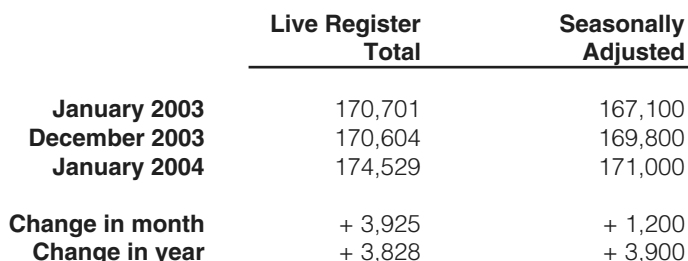 Live Register Seasonally
Total Adjusted
January 2003 170,701 167,100
December 2003 170,604 169,800
January 2004 174,529 171,000
Change in month + 3,925 + 1,200
Change in year + 3,828 + 3,900